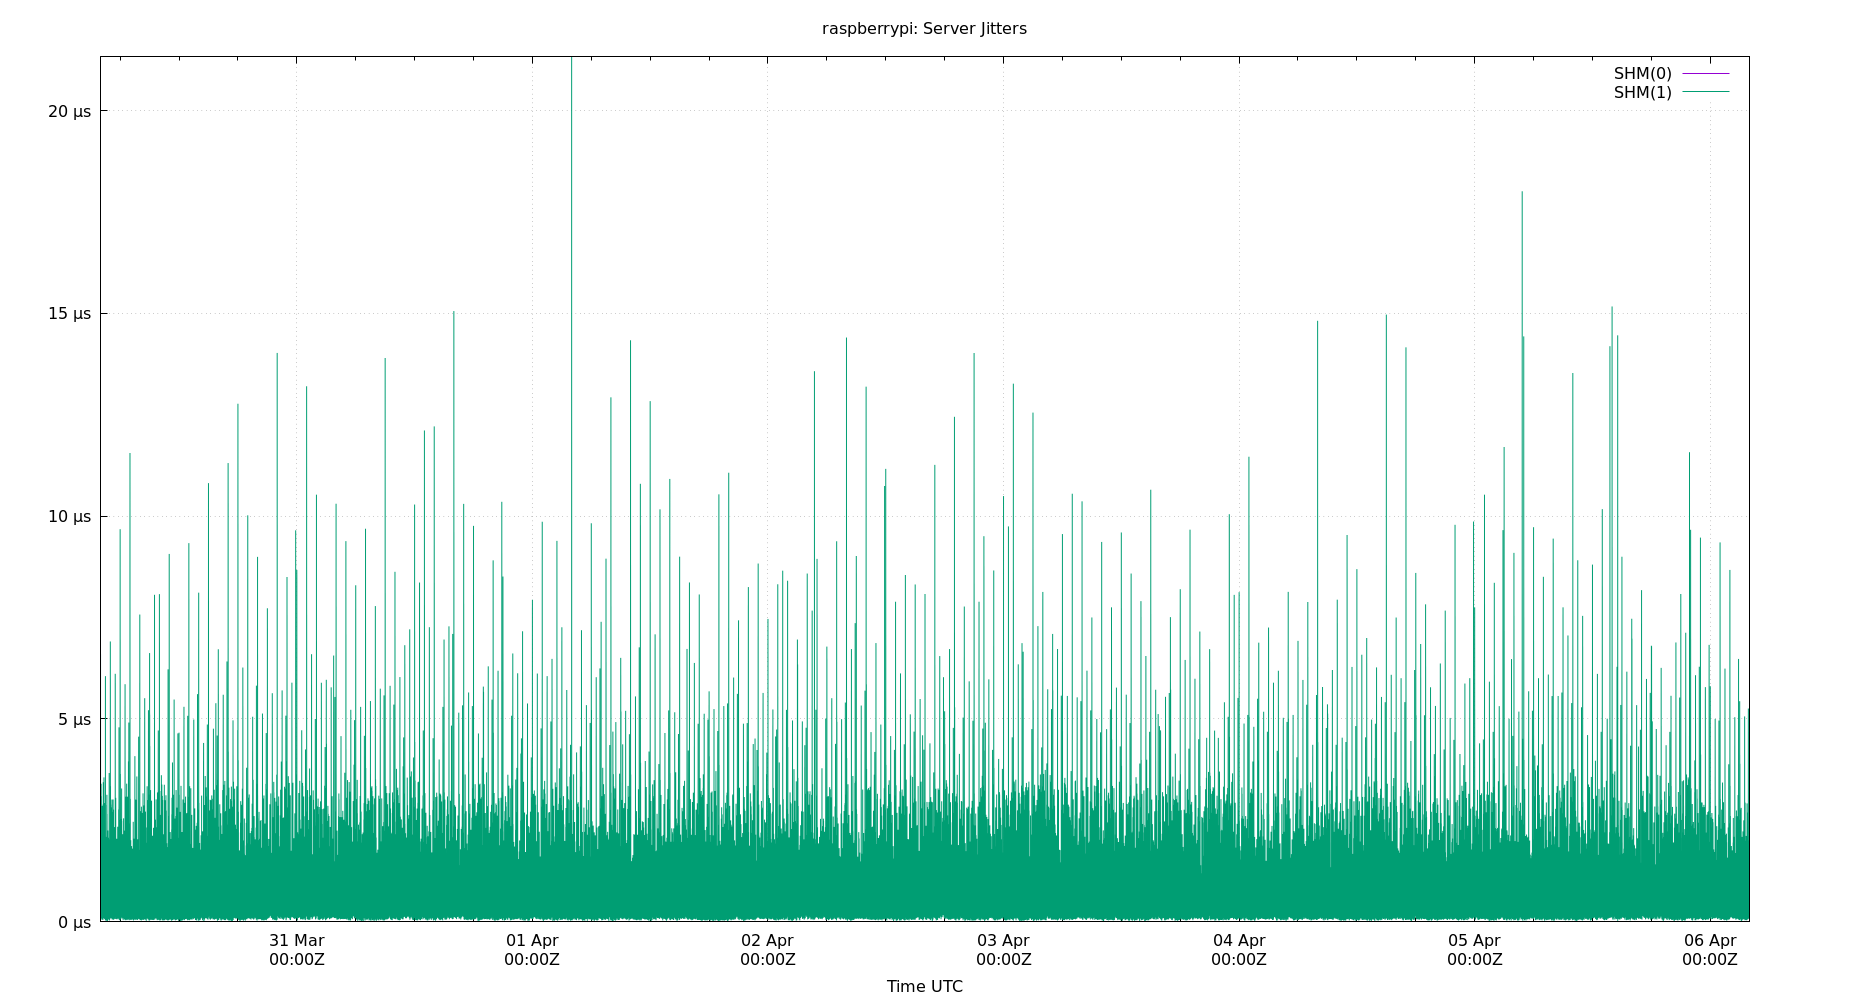 raspberrypi: Server Jitters
SHM(0)
SHM(1)
20 µs
15 µs
10 µs
5 µs
0 µs
31 Mar 01 Apr 02 Apr 03 Apr 04 Apr 05 Apr 06 Apr
00:00Z 00:00Z 00:00Z 00:00Z 00:00Z 00:00Z 00:00Z
Time UTC